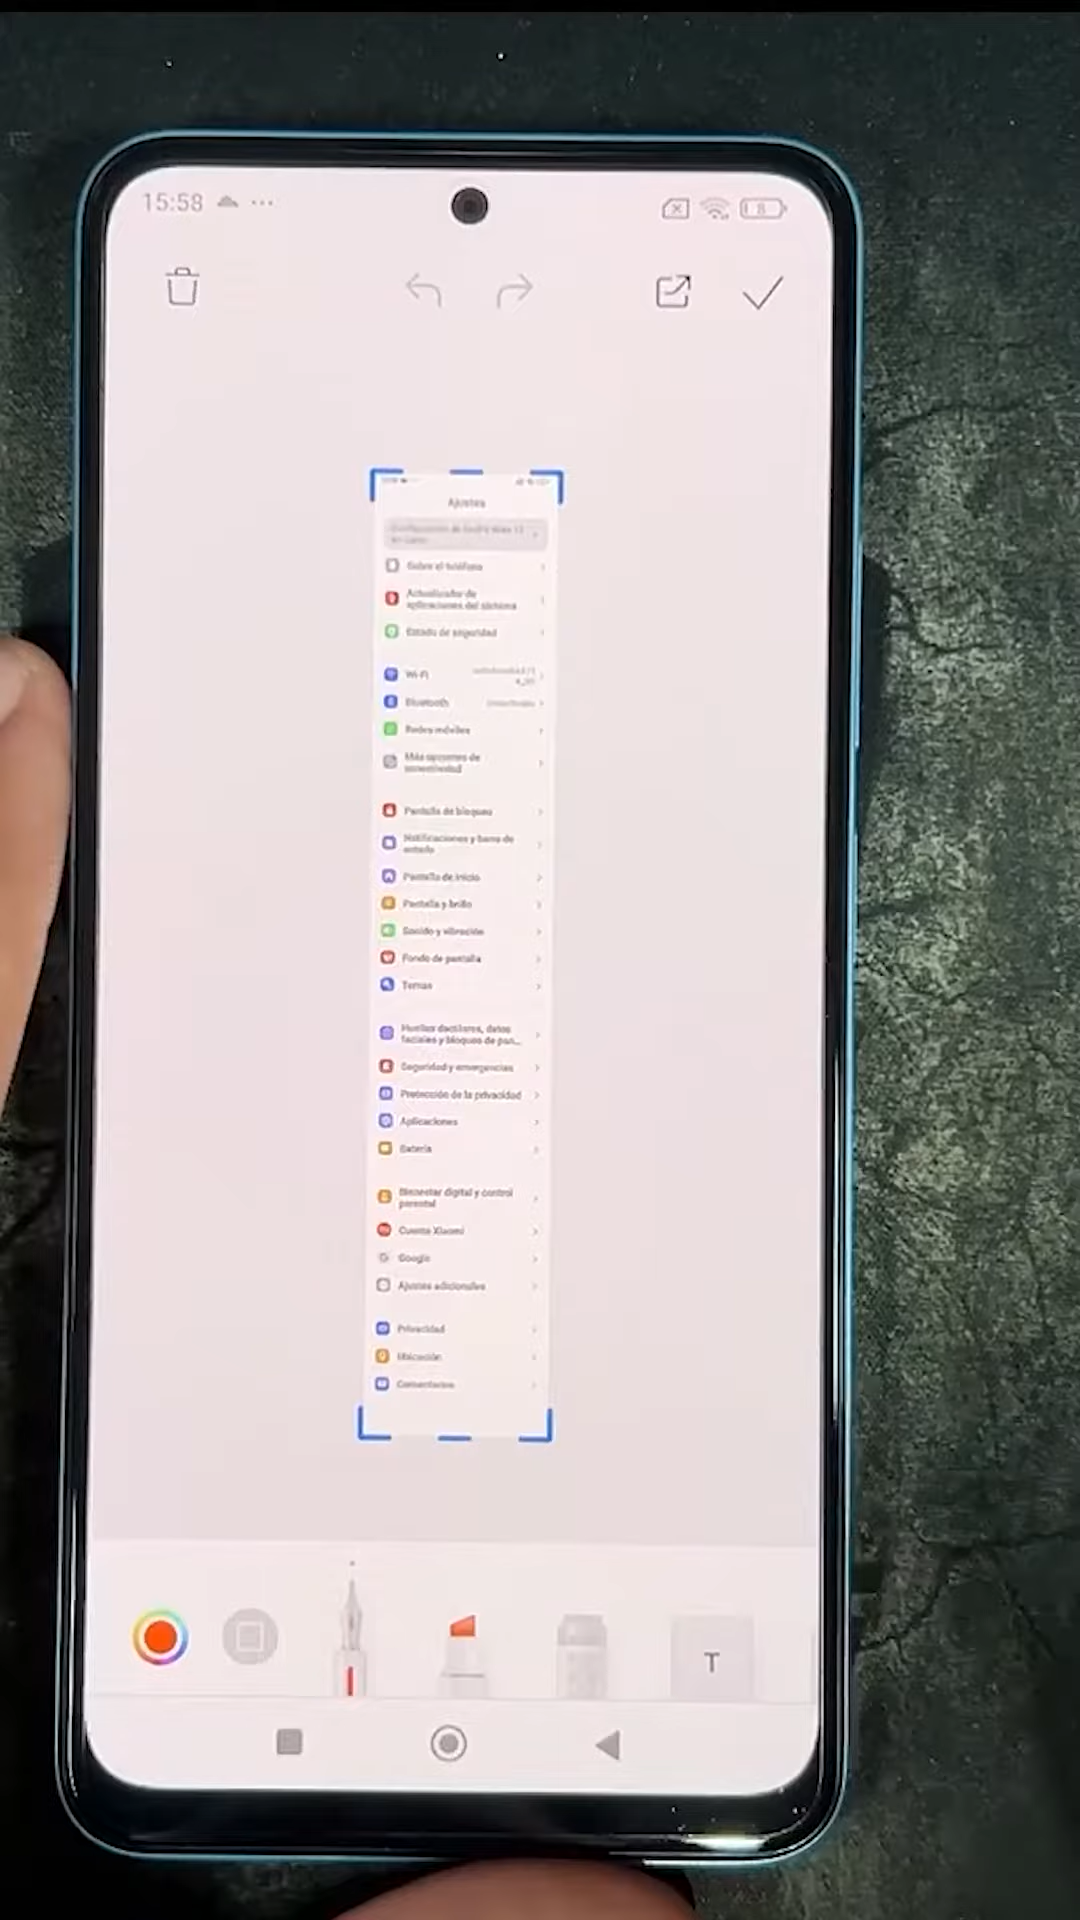 15:58
8
Ajustes
Sobre el teléfono
Actualizador de
aplicaciones del sistema
Estado de seguridad
Wi-Fi
Bluetooth
Redes móviles
Más opciones de
conectividad
Pantalla de bloqueo
Notificaciones y barra de
estado
Pantalla de inicio
Pantalla y brillo
Sonido y vibración
Fondo de pantalla
Temas
Huellas dactilares, datos
faciales y bloqueo de pan...
Seguridad y emergencias
Protección de la privacidad
Aplicaciones
Batería
Bienestar digital y control
parental
Cuenta Xiaomi
Google
Ajustes adicionales
Privacidad
Ubicación
Comentarios
T